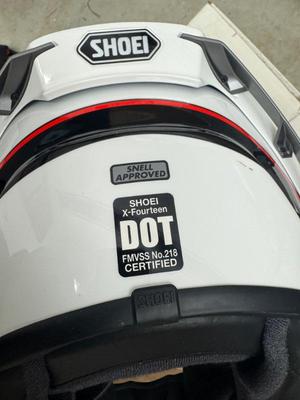 SHOEI
SNELL
APPROVED
SHOEI
X-Fourteen
DOT
FMVSS No.218
CERTIFIED
SHOEI